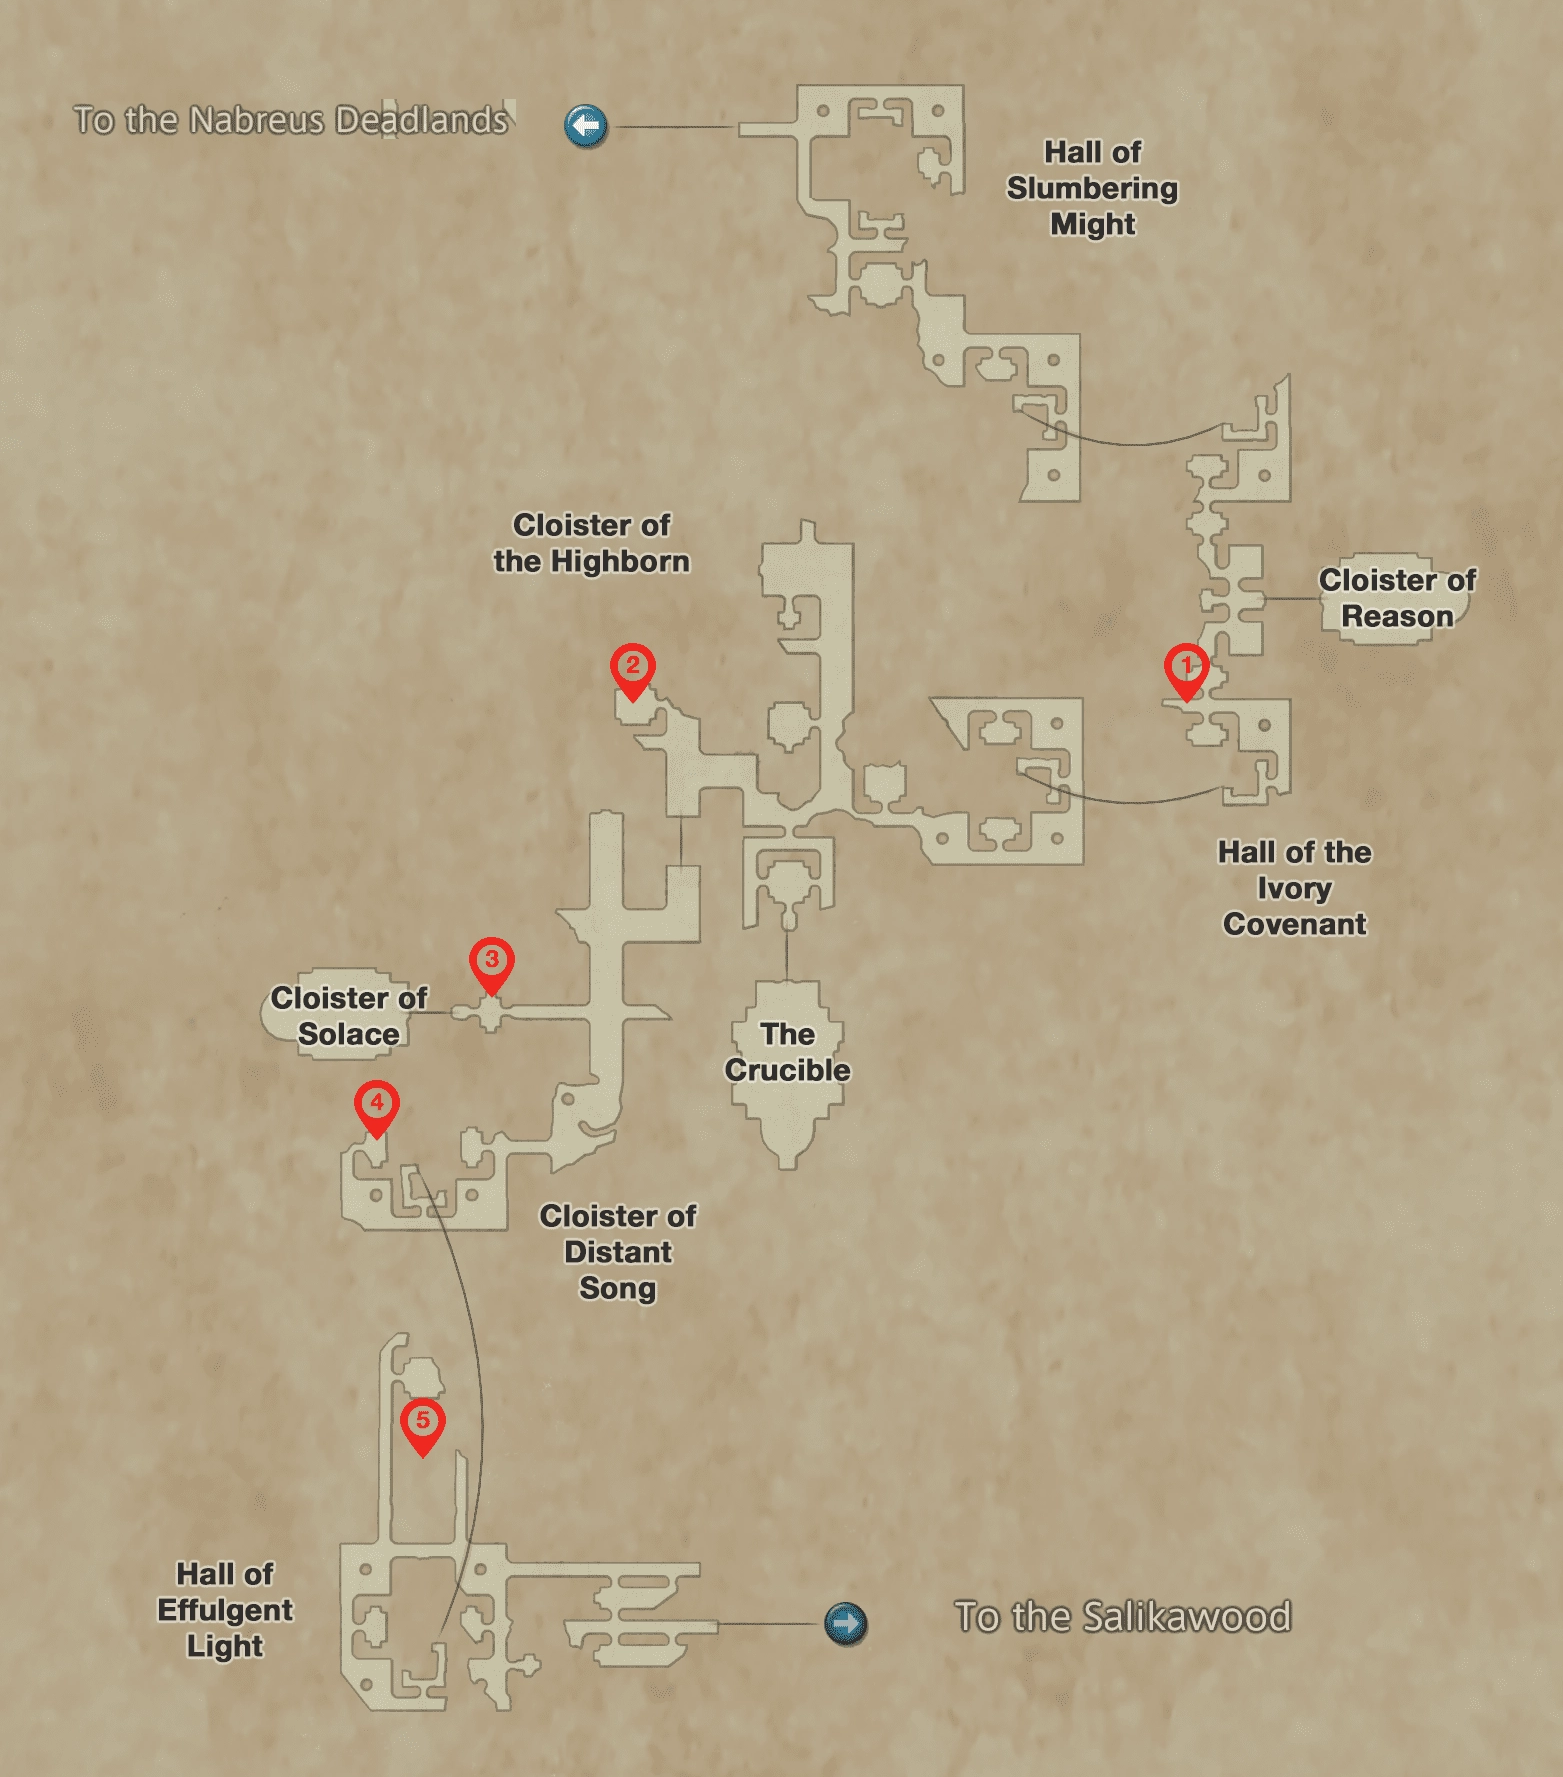 To the Nabreus Deadlands
Hall of
Slumbering
Might
Cloister of
the Highborn
Cloister of
Reason
2
1
Hall of the
Ivory
Covenant
3
Cloister of
Solace
The
Crucible
4
Cloister of
Distant
Song
5
Hall of
Effulgent
Light
To the Salikawood